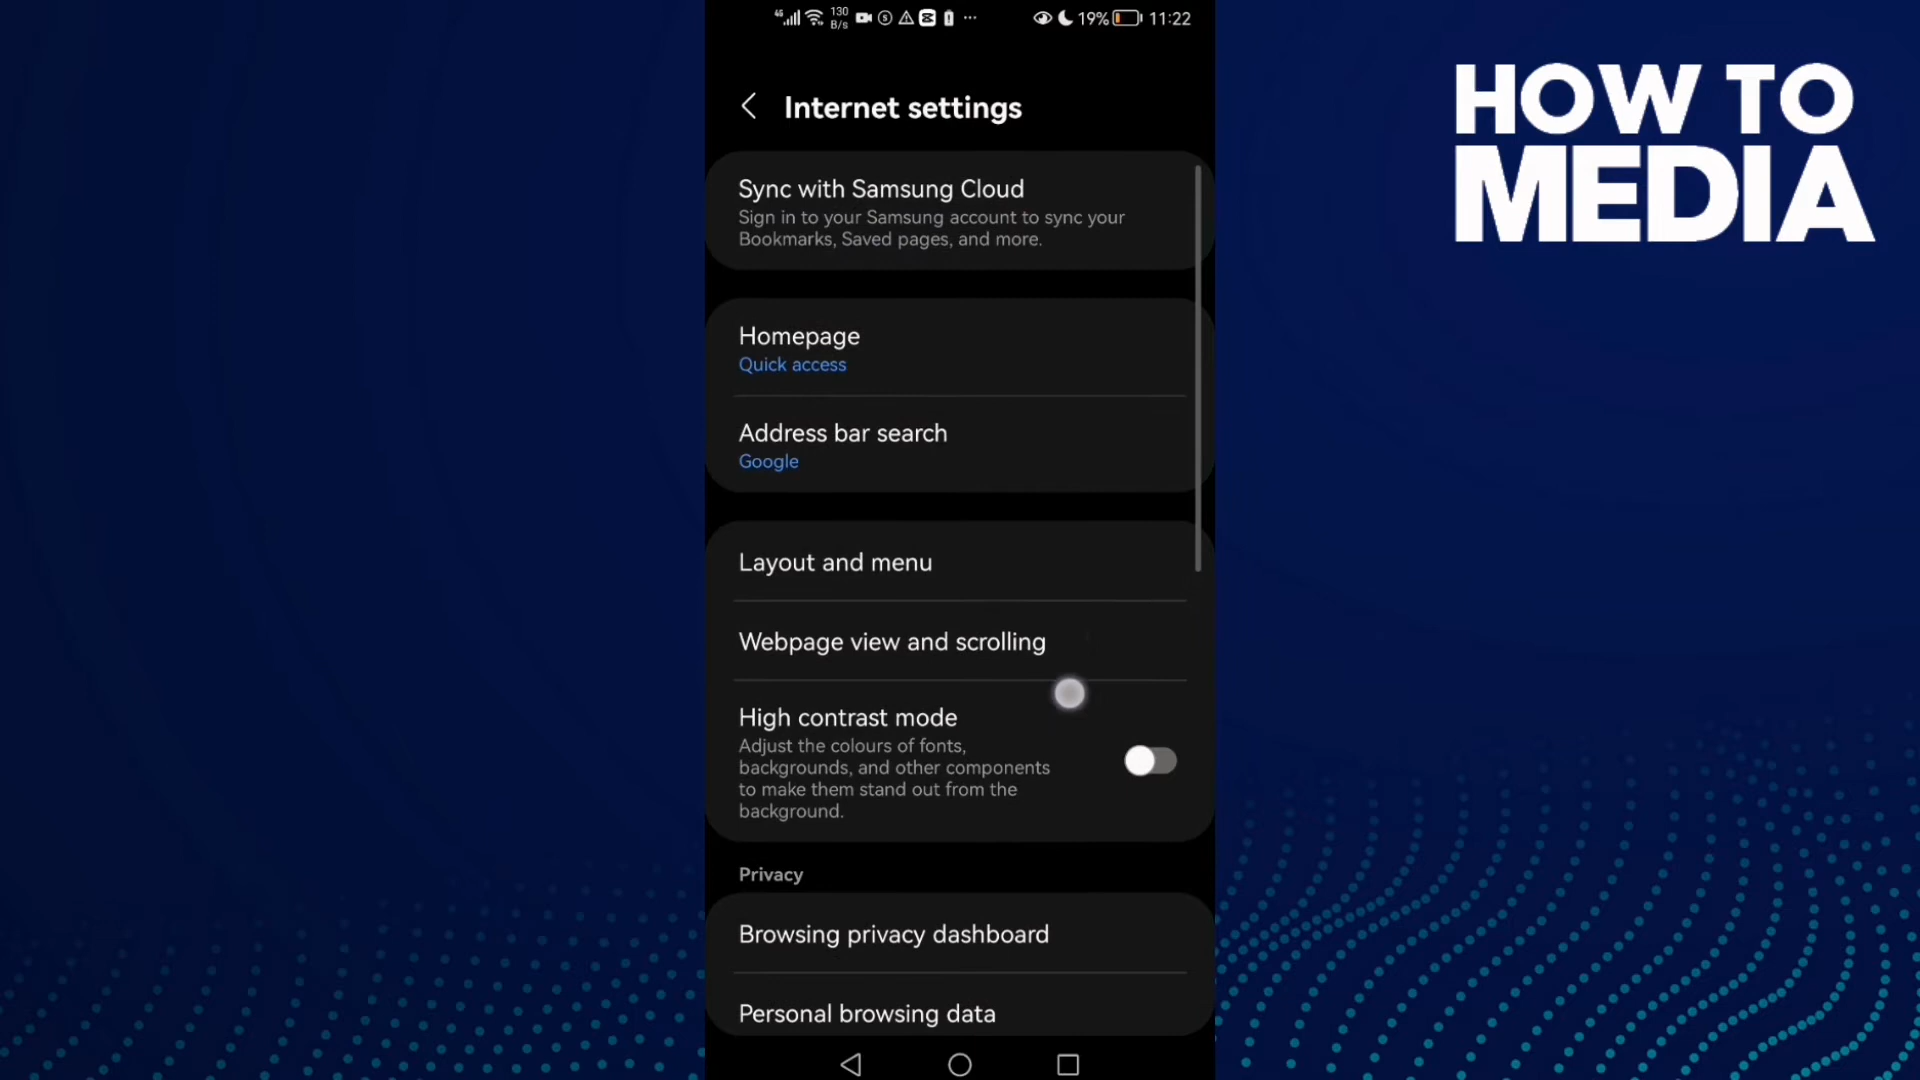 4G 130 B/s 19% 11:22
HOW TO
MEDIA
Internet settings
Sync with Samsung Cloud
Sign in to your Samsung account to sync your
Bookmarks, Saved pages, and more.
Homepage
Quick access
Address bar search
Google
Layout and menu
Webpage view and scrolling
High contrast mode
Adjust the colours of fonts,
backgrounds, and other components
to make them stand out from the
background.
Privacy
Browsing privacy dashboard
Personal browsing data